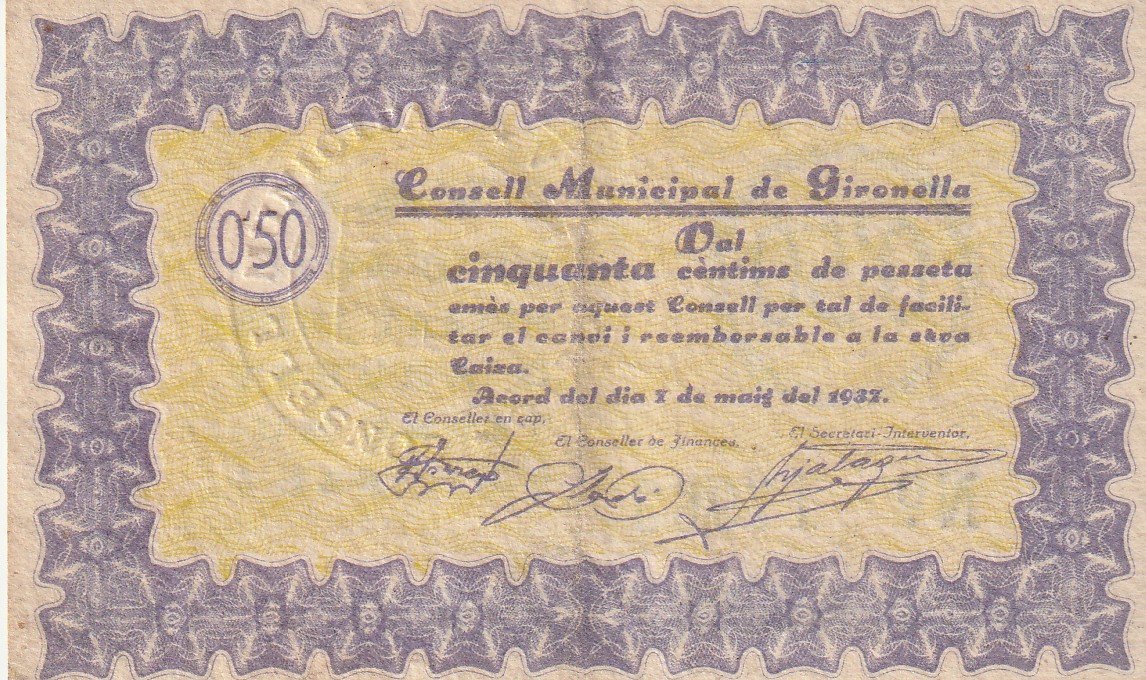 Consell Municipal de Gironella
0'50
Val
cinquanta cèntims de pesseta
emès per aquest Consell per tal de facili-
tar el canvi i reemborsable a la seva
Caixa.
Acord del dia 7 de maig del 1937.
El Conseller en cap,
El Conseller de Finances,
El Secretari-Interventor,